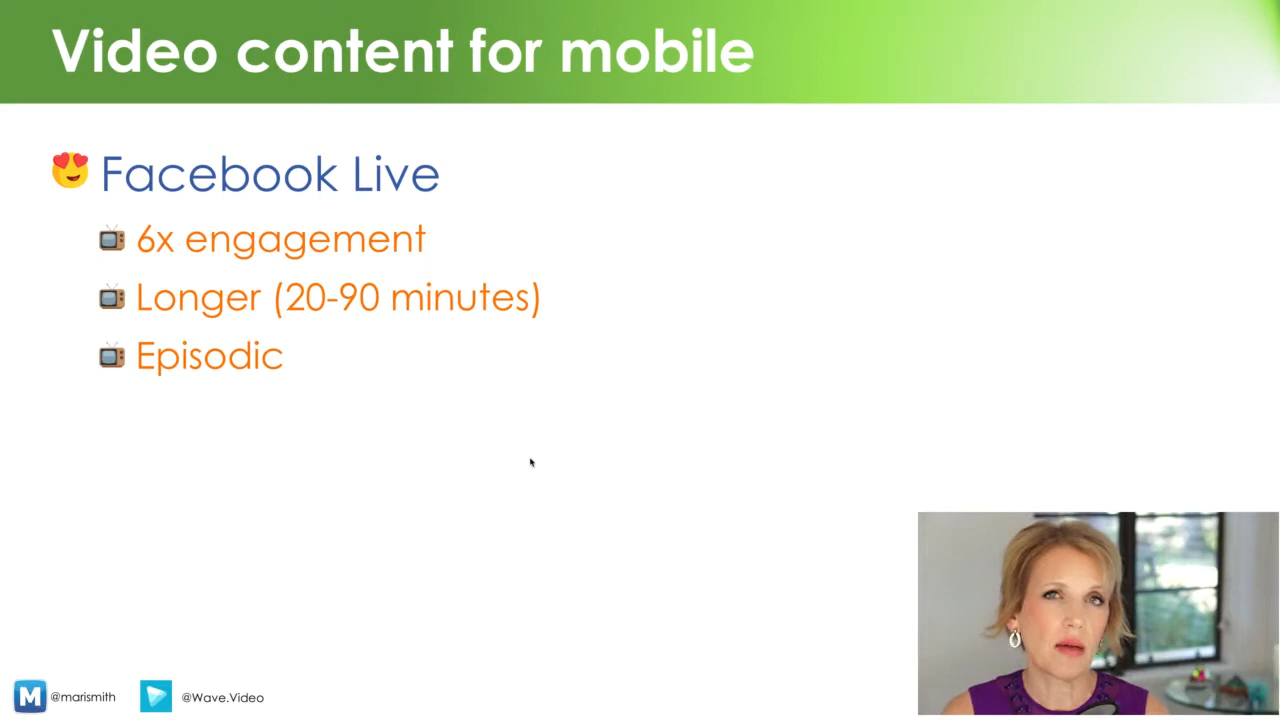 Video content for mobile
Facebook Live
6x engagement
Longer (20-90 minutes)
Episodic
M @marismith @Wave.Video